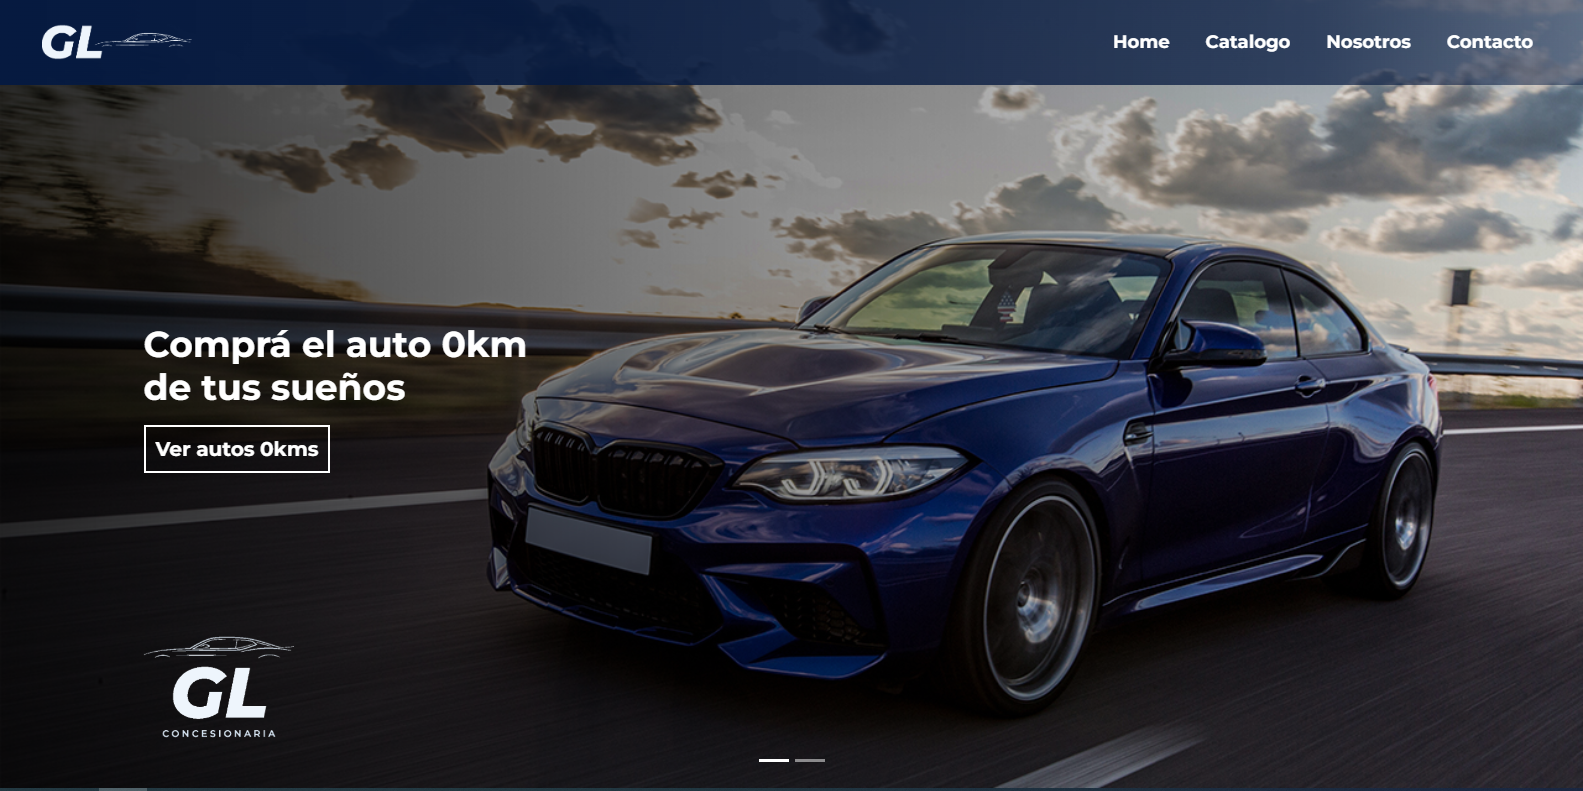 GL
Home Catalogo Nosotros Contacto
Comprá el auto 0km
de tus sueños
Ver autos 0kms
GL
CONCESIONARIA